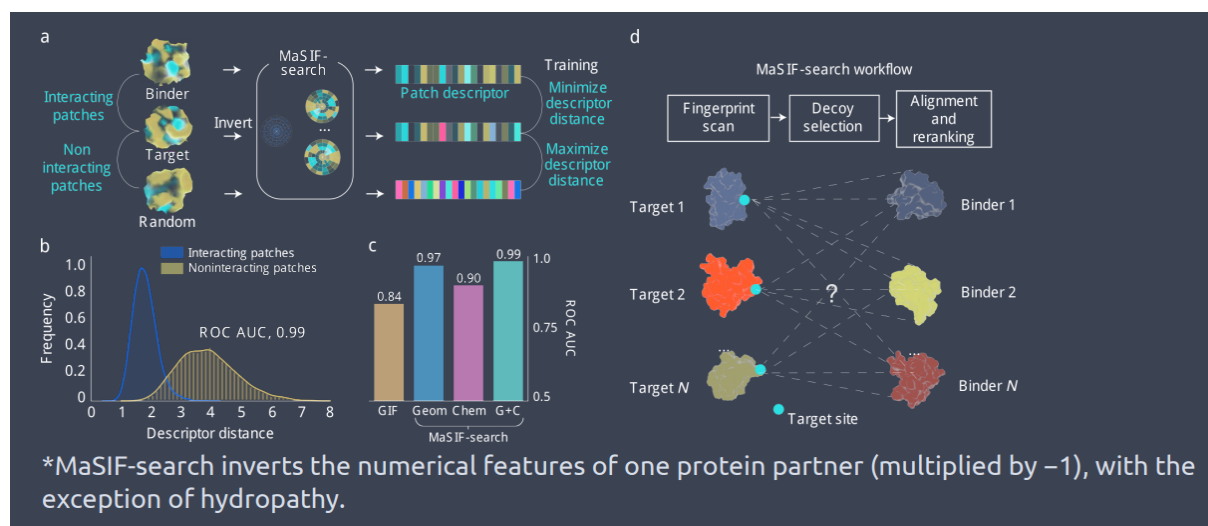 a
Interacting
patches
Non
interacting
patches
Binder
Target
Random
Invert
MaSIF-
search
...
Patch descriptor
Training
Minimize
descriptor
distance
Maximize
descriptor
distance
b
Interacting patches
Noninteracting patches
Frequency
1.0
0.8
0.6
0.4
0.2
0
ROC AUC, 0.99
0 1 2 3 4 5 6 7 8
Descriptor distance
c
0.84
0.97
0.90
0.99
1.0
0.75
0.5
ROC AUC
GIF Geom Chem G+C
MaSIF-search
d
MaSIF-search workflow
Fingerprint
scan
Decoy
selection
Alignment
and
reranking
Target 1
Binder 1
Target 2
?
Binder 2
...
...
Target N
Binder N
Target site
*MaSIF-search inverts the numerical features of one protein partner (multiplied by −1), with the
exception of hydropathy.